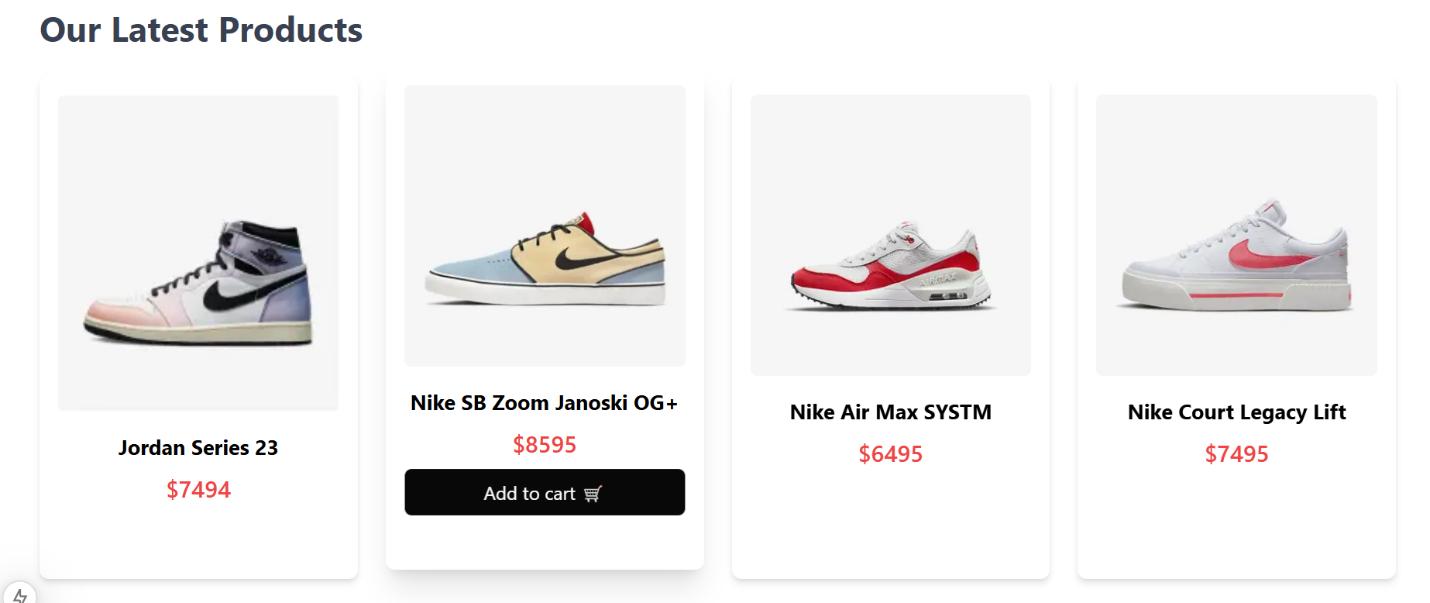 Our Latest Products
Jordan Series 23
$7494
Nike SB Zoom Janoski OG+
$8595
Add to cart
Nike Air Max SYSTM
$6495
Nike Court Legacy Lift
$7495